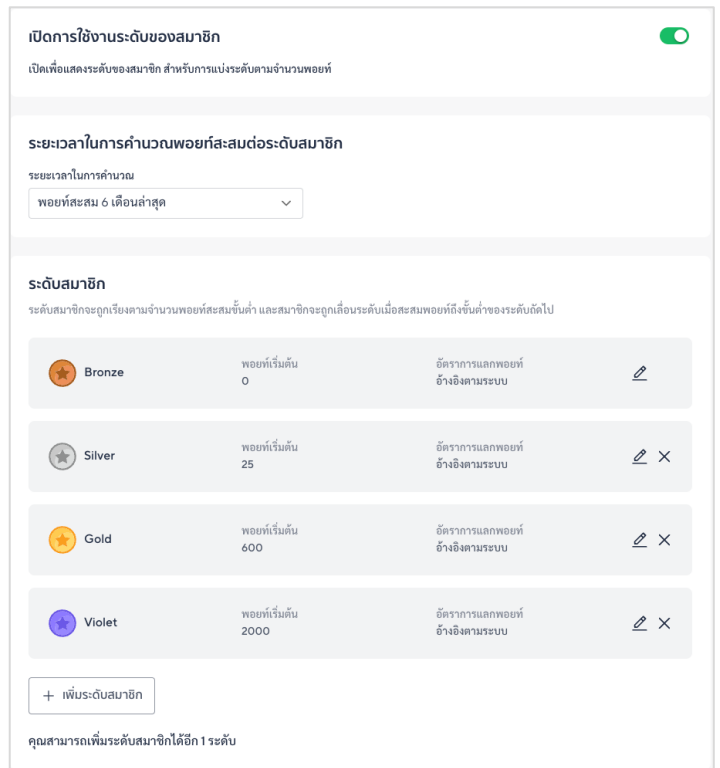 เปิดการใช้งานระดับของสมาชิก
เปิดเพื่อแสดงระดับของสมาชิก สำหรับการแบ่งระดับตามจำนวนพอยท์
ระยะเวลาในการคำนวณพอยท์สะสมต่อระดับสมาชิก
ระยะเวลาในการคำนวณ
พอยท์สะสม 6 เดือนล่าสุด
ระดับสมาชิก
ระดับสมาชิกจะถูกเรียงตามจำนวนพอยท์สะสมขั้นต่ำ และสมาชิกจะถูกเลื่อนระดับเมื่อสะสมพอยท์ถึงขั้นต่ำของระดับถัดไป
Bronze
พอยท์เริ่มต้น
0
อัตราการแลกพอยท์
อ้างอิงตามระบบ
Silver
พอยท์เริ่มต้น
25
อัตราการแลกพอยท์
อ้างอิงตามระบบ
Gold
พอยท์เริ่มต้น
600
อัตราการแลกพอยท์
อ้างอิงตามระบบ
Violet
พอยท์เริ่มต้น
2000
อัตราการแลกพอยท์
อ้างอิงตามระบบ
+ เพิ่มระดับสมาชิก
คุณสามารถเพิ่มระดับสมาชิกได้อีก 1 ระดับ